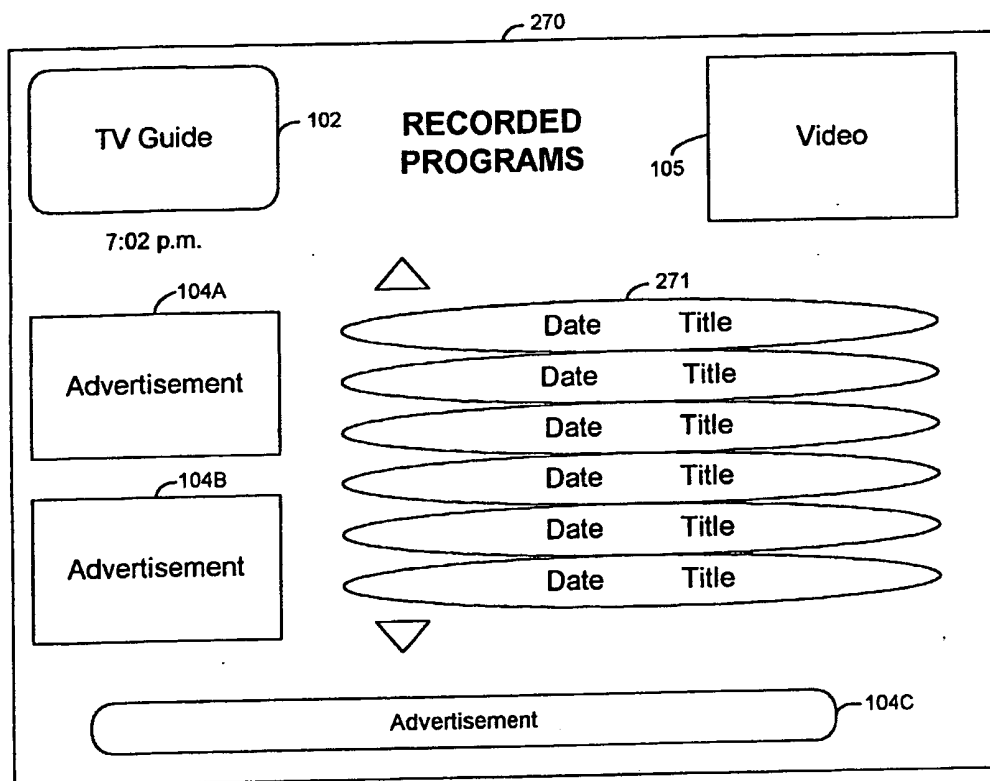 270
TV Guide
102
RECORDED
PROGRAMS
105
Video
7:02 p.m.
104A
Advertisement
104B
Advertisement
271
Date Title
Date Title
Date Title
Date Title
Date Title
Date Title
Advertisement
104C